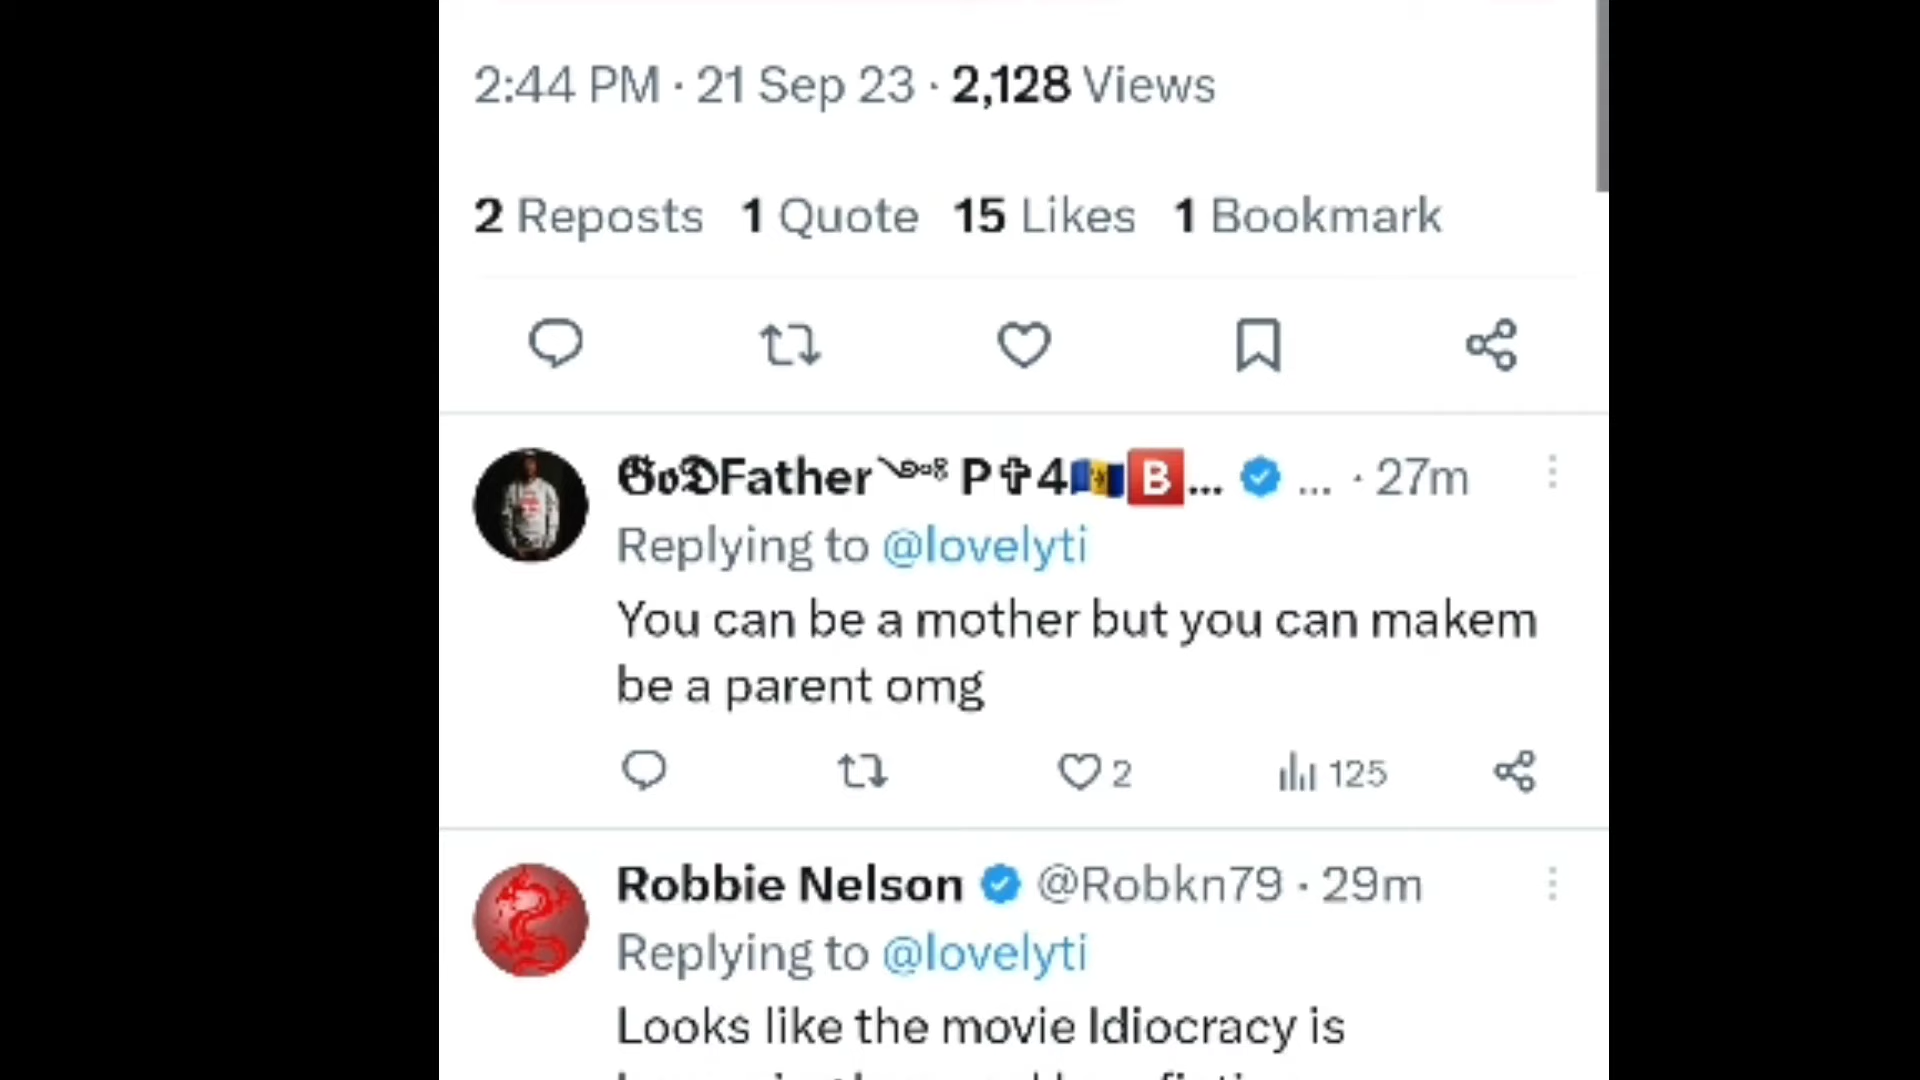 2:44 PM · 21 Sep 23 · 2,128 Views
2 Reposts 1 Quote 15 Likes 1 Bookmark
𝕲𝖔𝕯Father༄ P✞4🇧🇧🅱️... ... · 27m
Replying to @lovelyti
You can be a mother but you can makem
be a parent omg
2 125
Robbie Nelson @Robkn79 · 29m
Replying to @lovelyti
Looks like the movie Idiocracy is